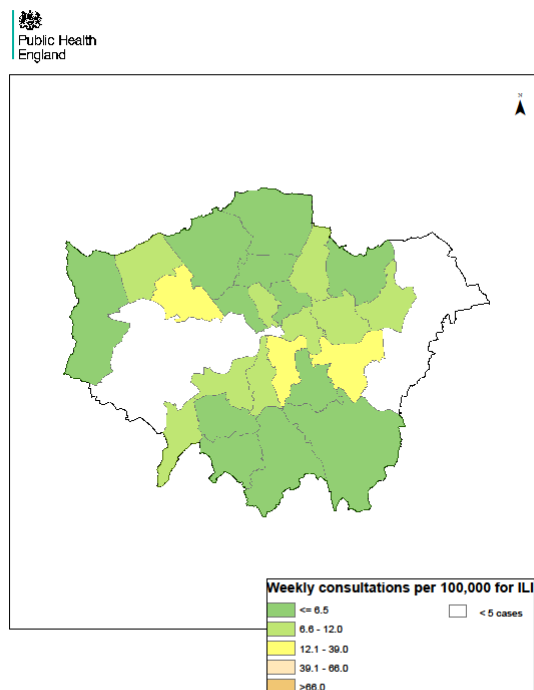 Public Health
England
N
Weekly consultations per 100,000 for ILI
<= 6.5
< 5 cases
6.6 - 12.0
12.1 - 39.0
39.1 - 66.0
>66.0